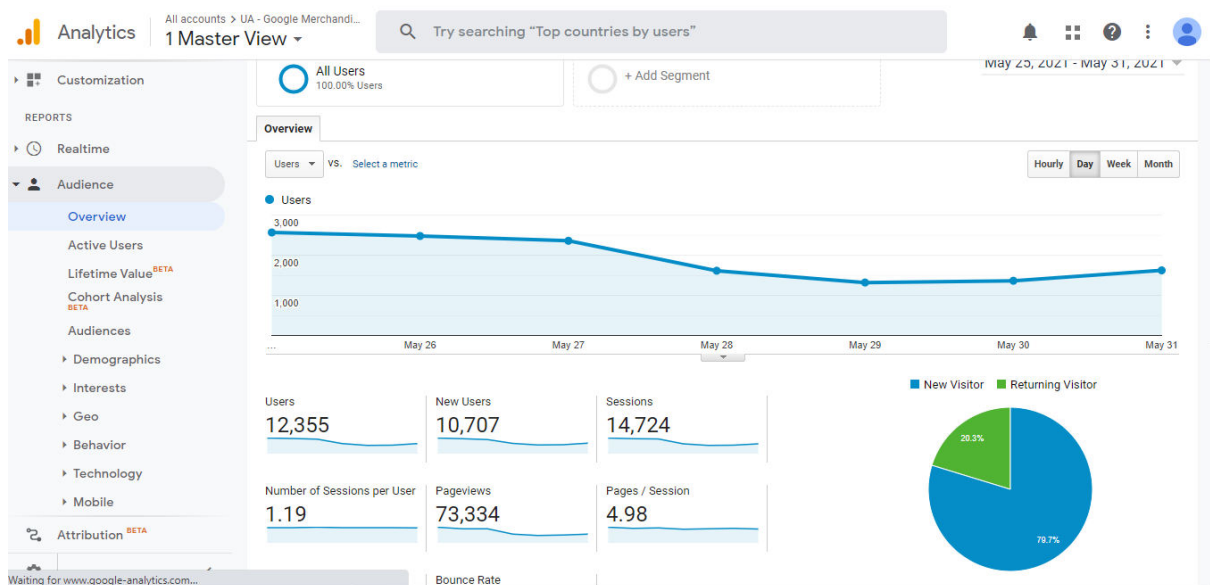 Analytics
All accounts > UA - Google Merchandi...
1 Master View
Try searching “Top countries by users”
Customization
REPORTS
Realtime
Audience
Overview
Active Users
Lifetime Value BETA
Cohort Analysis
BETA
Audiences
Demographics
Interests
Geo
Behavior
Technology
Mobile
Attribution BETA
Waiting for www.google-analytics.com...
All Users
100.00% Users
+ Add Segment
May 25, 2021 - May 31, 2021
Overview
Users VS. Select a metric
Hourly Day Week Month
Users
3,000
2,000
1,000
... May 26 May 27 May 28 May 29 May 30 May 31
New Visitor Returning Visitor
Users
12,355
New Users
10,707
Sessions
14,724
Number of Sessions per User
1.19
Pageviews
73,334
Pages / Session
4.98
Bounce Rate
20.3%
79.7%